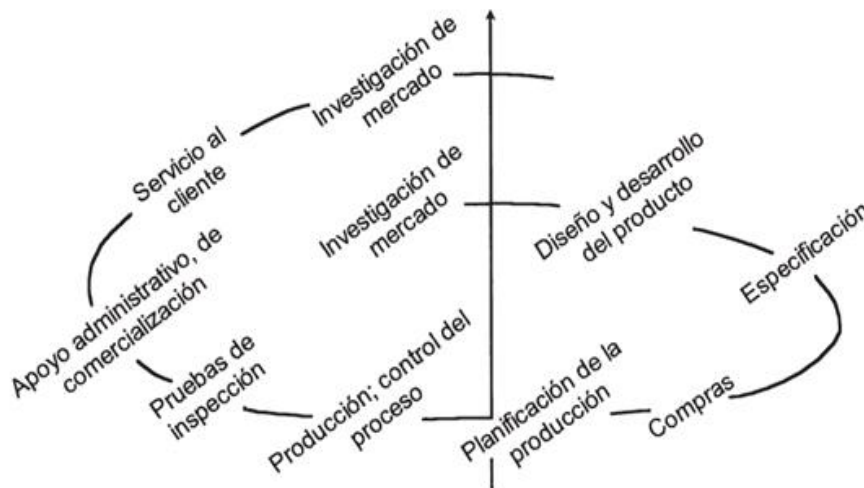 Investigación de
mercado
Servicio al
cliente
Investigación de
mercado
Diseño y desarrollo
del producto
Especificación
Apoyo administrativo, de
comercialización
Pruebas de
inspección
Producción; control del
proceso
Planificación de la
producción
Compras